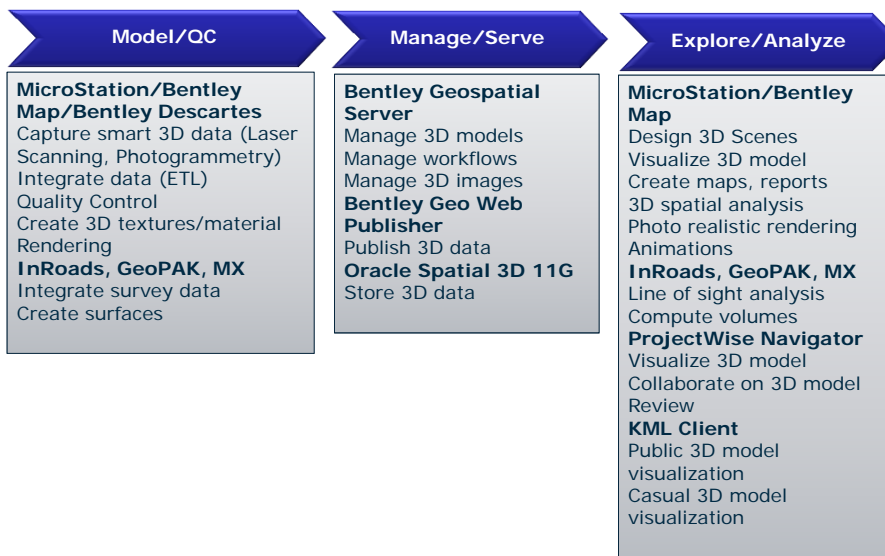 Model/QC
MicroStation/Bentley
Map/Bentley Descartes
Capture smart 3D data (Laser
Scanning, Photogrammetry)
Integrate data (ETL)
Quality Control
Create 3D textures/material
Rendering
InRoads, GeoPAK, MX
Integrate survey data
Create surfaces
Manage/Serve
Bentley Geospatial
Server
Manage 3D models
Manage workflows
Manage 3D images
Bentley Geo Web
Publisher
Publish 3D data
Oracle Spatial 3D 11G
Store 3D data
Explore/Analyze
MicroStation/Bentley
Map
Design 3D Scenes
Visualize 3D model
Create maps, reports
3D spatial analysis
Photo realistic rendering
Animations
InRoads, GeoPAK, MX
Line of sight analysis
Compute volumes
ProjectWise Navigator
Visualize 3D model
Collaborate on 3D model
Review
KML Client
Public 3D model
visualization
Casual 3D model
visualization